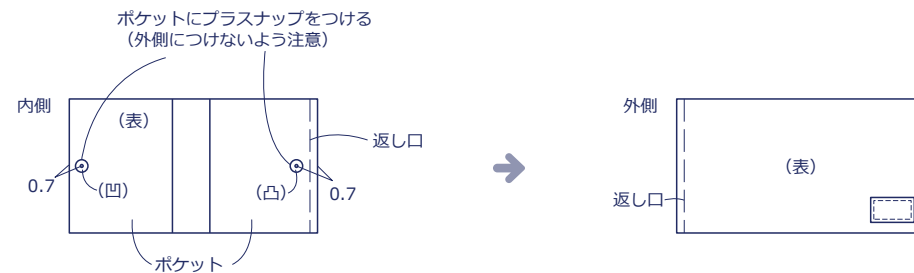 ポケットにプラスナップをつける
（外側につけないよう注意）
内側
（表）
返し口
0.7
（凹）
（凸）
0.7
ポケット
外側
（表）
返し口